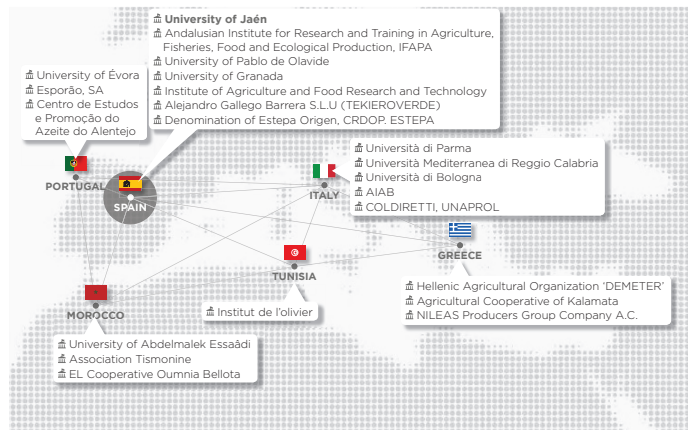 University of Jaén
Andalusian Institute for Research and Training in Agriculture,
Fisheries, Food and Ecological Production, IFAPA
University of Pablo de Olavide
University of Granada
Institute of Agriculture and Food Research and Technology
Alejandro Gallego Barrera S.L.U (TEKIEROVERDE)
Denomination of Estepa Origen, CRDOP. ESTEPA
University of Évora
Esporão, SA
Centro de Estudos
e Promoção do
Azeite do Alentejo
PORTUGAL
SPAIN
Università di Parma
Università Mediterranea di Reggio Calabria
Università di Bologna
AIAB
COLDIRETTI, UNAPROL
ITALY
GREECE
Hellenic Agricultural Organization ‘DEMETER’
Agricultural Cooperative of Kalamata
NILEAS Producers Group Company A.C.
TUNISIA
Institut de l'olivier
MOROCCO
University of Abdelmalek Essaâdi
Association Tismonine
EL Cooperative Oumnia Bellota